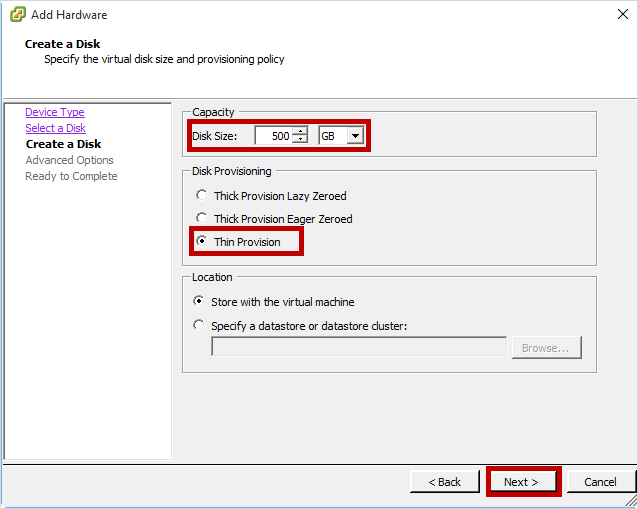 Add Hardware
Create a Disk
Specify the virtual disk size and provisioning policy
Device Type
Select a Disk
Create a Disk
Advanced Options
Ready to Complete
Capacity
Disk Size: 500 GB
Disk Provisioning
Thick Provision Lazy Zeroed
Thick Provision Eager Zeroed
Thin Provision
Location
Store with the virtual machine
Specify a datastore or datastore cluster:
Browse...
< Back Next > Cancel